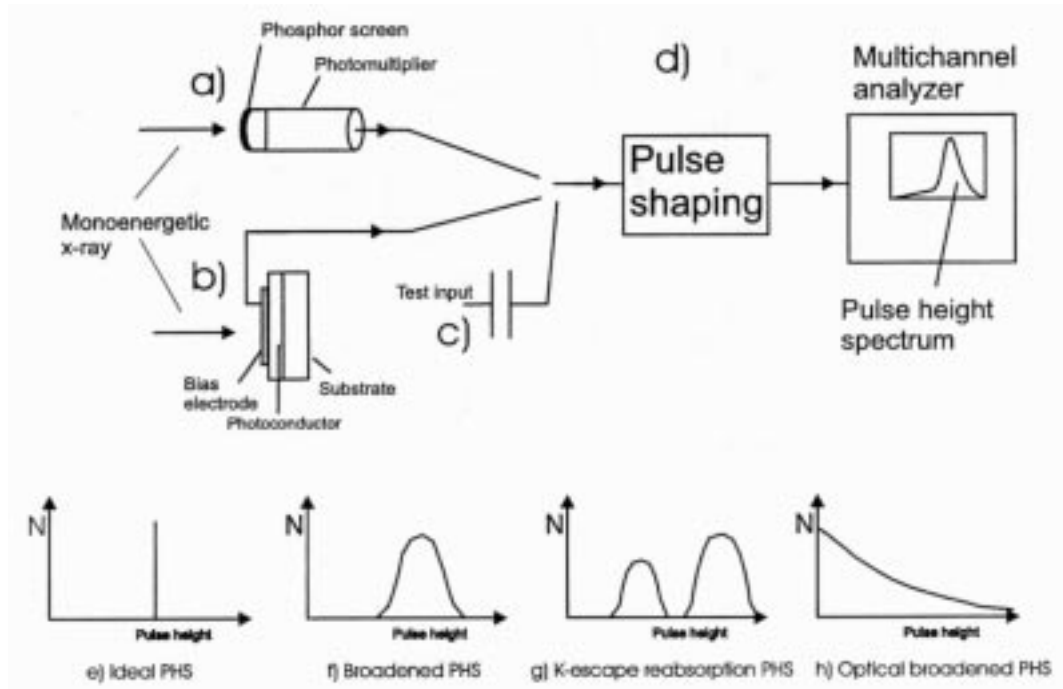 Phosphor screen
Photomultiplier
a)
d)
Multichannel
analyzer
Pulse
shaping
Monoenergetic
x-ray
b)
Test input
c)
Pulse height
spectrum
Bias
electrode
Substrate
Photoconductor
N
Pulse height
e) Ideal PHS
N
Pulse height
f) Broadened PHS
N
Pulse height
g) K-escape reabsorption PHS
N
Pulse height
h) Optical broadened PHS